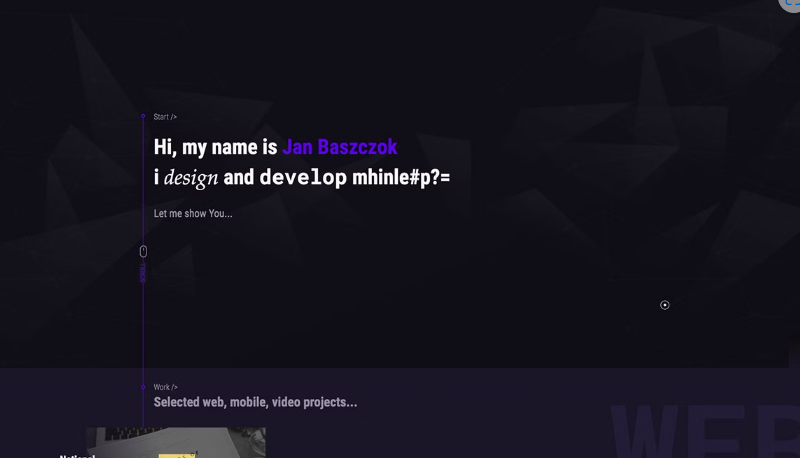 Start />
Hi, my name is Jan Baszczok
i design and develop mhinle#p?=
Let me show You...
Work />
Selected web, mobile, video projects...
WEB
National